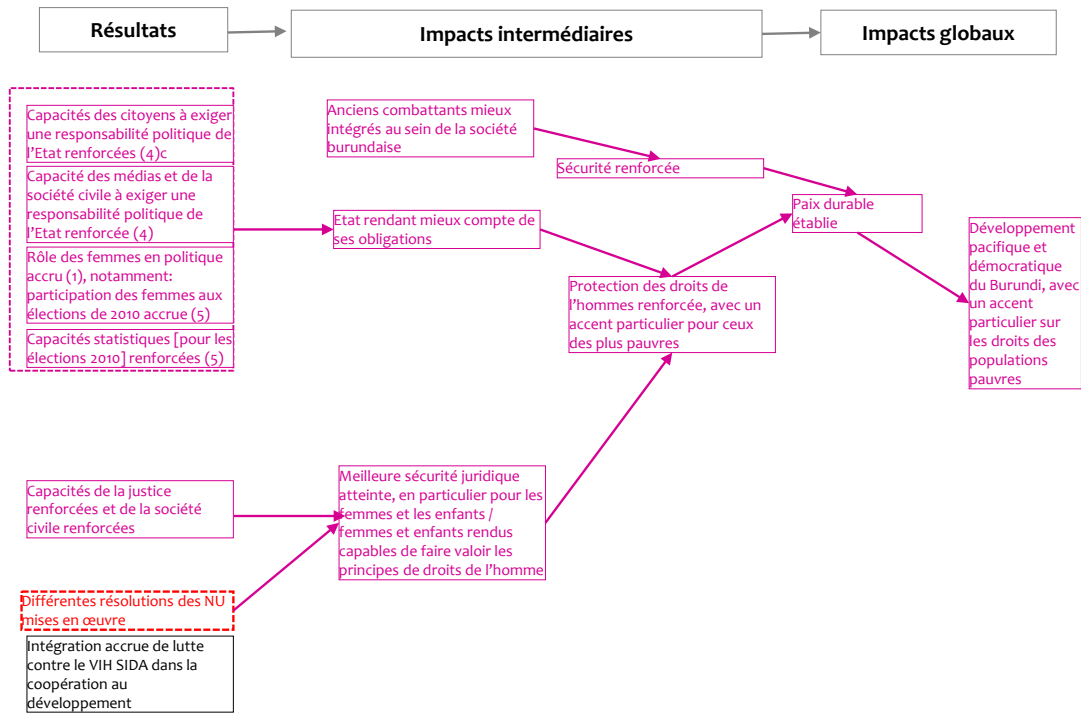 Résultats
Impacts intermédiaires
Impacts globaux
Capacités des citoyens à exiger
une responsabilité politique de
l'Etat renforcées (4)c
Capacité des médias et de la
société civile à exiger une
responsabilité politique de
l'Etat renforcée (4)
Rôle des femmes en politique
accru (1), notamment:
participation des femmes aux
élections de 2010 accrue (5)
Capacités statistiques [pour les
élections 2010] renforcées (5)
Anciens combattants mieux
intégrés au sein de la société
burundaise
Sécurité renforcée
Etat rendant mieux compte de
ses obligations
Paix durable
établie
Protection des droits de
l'hommes renforcée, avec un
accent particulier pour ceux
des plus pauvres
Développement
pacifique et
démocratique
du Burundi, avec
un accent
particulier sur
les droits des
populations
pauvres
Capacités de la justice
renforcées et de la société
civile renforcées
Meilleure sécurité juridique
atteinte, en particulier pour les
femmes et les enfants /
femmes et enfants rendus
capables de faire valoir les
principes de droits de l'homme
Différentes résolutions des NU
mises en œuvre
Intégration accrue de lutte
contre le VIH SIDA dans la
coopération au
développement